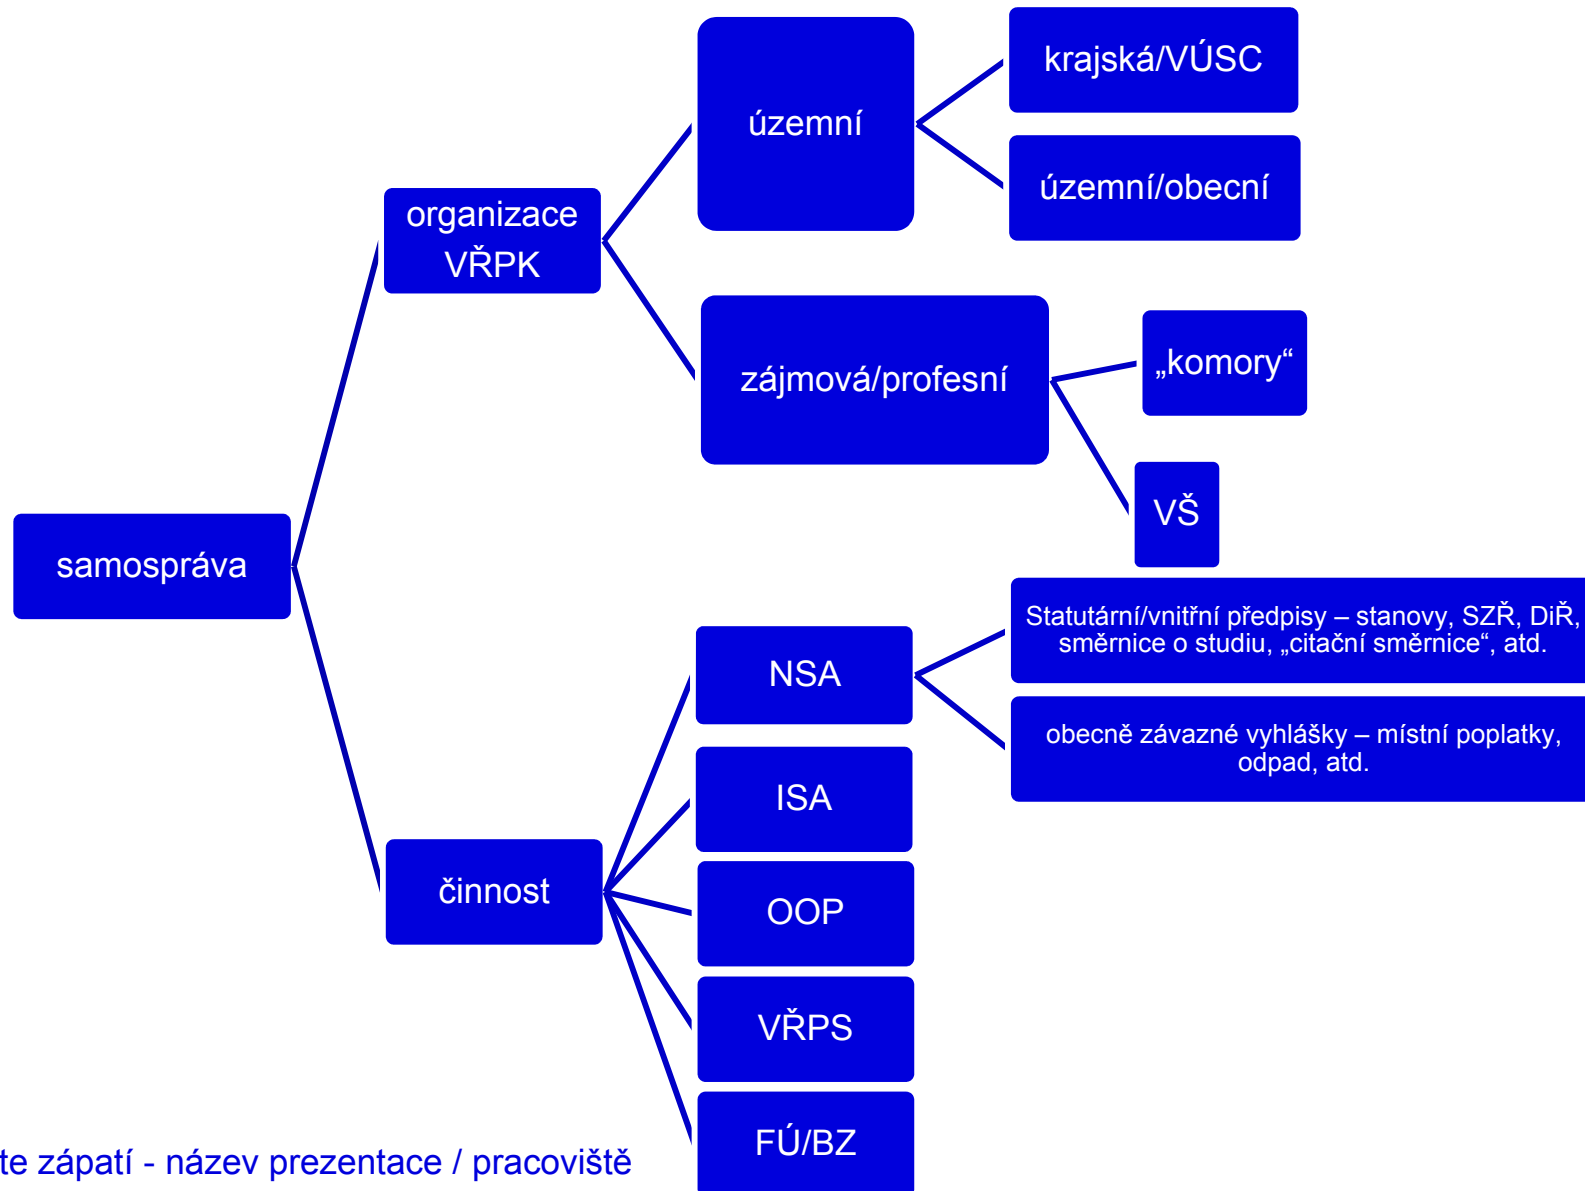 samospráva
organizace
VŘPK
územní
krajská/VÚSC
územní/obecní
zájmová/profesní
„komory“
VŠ
činnost
NSA
Statutární/vnitřní předpisy – stanovy, SZŘ, DiŘ,
směrnice o studiu, „citační směrnice“, atd.
obecně závazné vyhlášky – místní poplatky,
odpad, atd.
ISA
OOP
VŘPS
FÚ/BZ
te zápatí - název prezentace / pracoviště